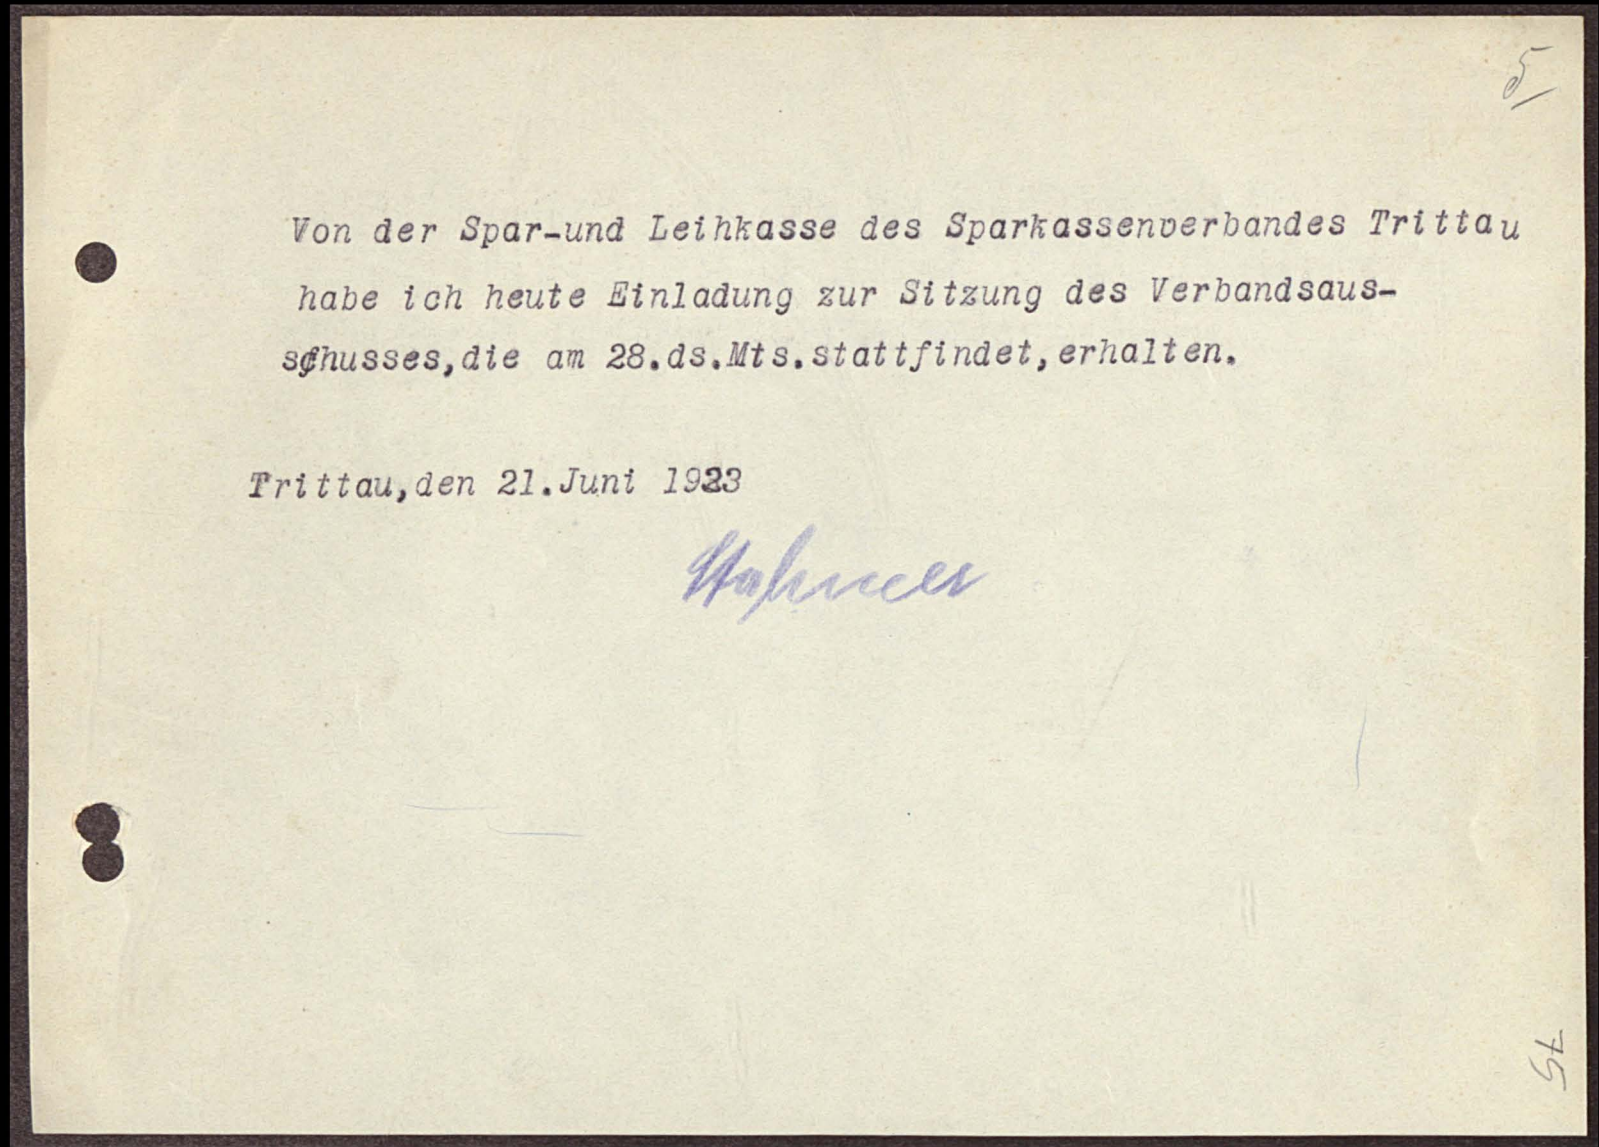 5
Von der Spar-und Leihkasse des Sparkassenverbandes Trittau
habe ich heute Einladung zur Sitzung des Verbandsaus-
schusses,die am 28.ds.Mts.stattfindet,erhalten.
Trittau,den 21.Juni 1923